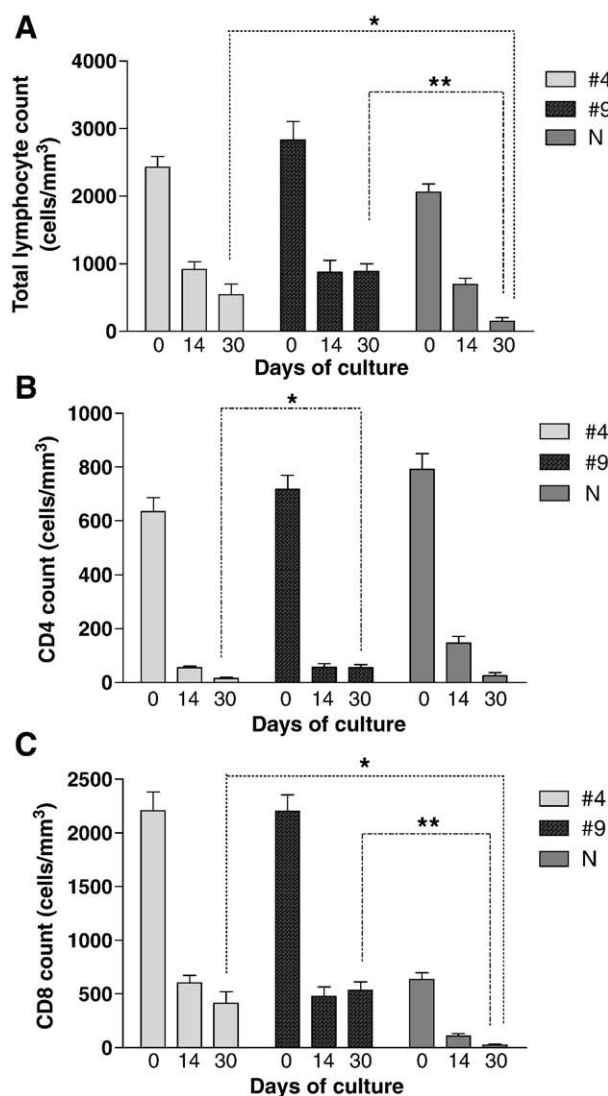 A
*
**
4000
3000
2000
1000
0
Total lymphocyte count
(cells/mm³)
#4
#9
N
0 14 30 0 14 30 0 14 30
Days of culture
B
*
1000
800
600
400
200
0
CD4 count (cells/mm³)
#4
#9
N
0 14 30 0 14 30 0 14 30
Days of culture
C
*
**
2500
2000
1500
1000
500
0
CD8 count (cells/mm³)
#4
#9
N
0 14 30 0 14 30 0 14 30
Days of culture